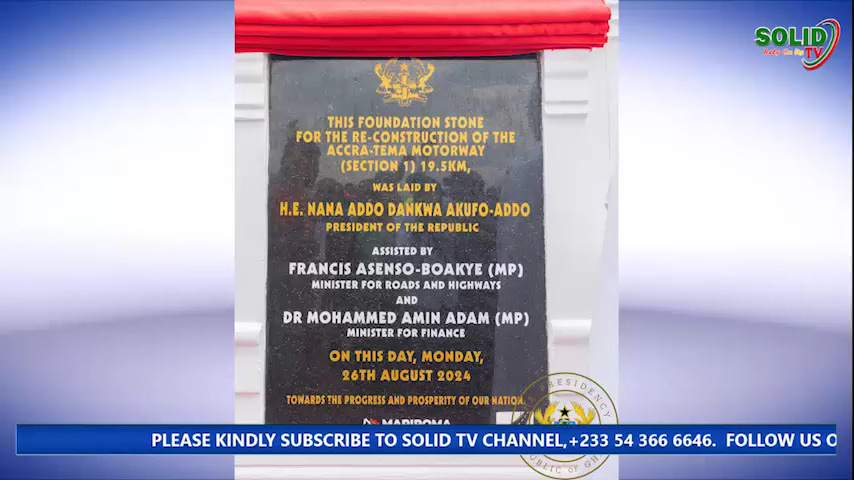 SOLID
TV
THIS FOUNDATION STONE
FOR THE RE-CONSTRUCTION OF THE
ACCRA-TEMA MOTORWAY
(SECTION 1) 19.5KM,
WAS LAID BY
H.E. NANA ADDO DANKWA AKUFO-ADDO
PRESIDENT OF THE REPUBLIC
ASSISTED BY
FRANCIS ASENSO-BOAKYE (MP)
MINISTER FOR ROADS AND HIGHWAYS
AND
DR MOHAMMED AMIN ADAM (MP)
MINISTER FOR FINANCE
ON THIS DAY, MONDAY,
26TH AUGUST 2024
TOWARDS THE PROGRESS AND PROSPERITY OF OUR NATION.
MARIPOMA
PRESIDENCY
PLEASE KINDLY SUBSCRIBE TO SOLID TV CHANNEL,+233 54 366 6646. FOLLOW US O